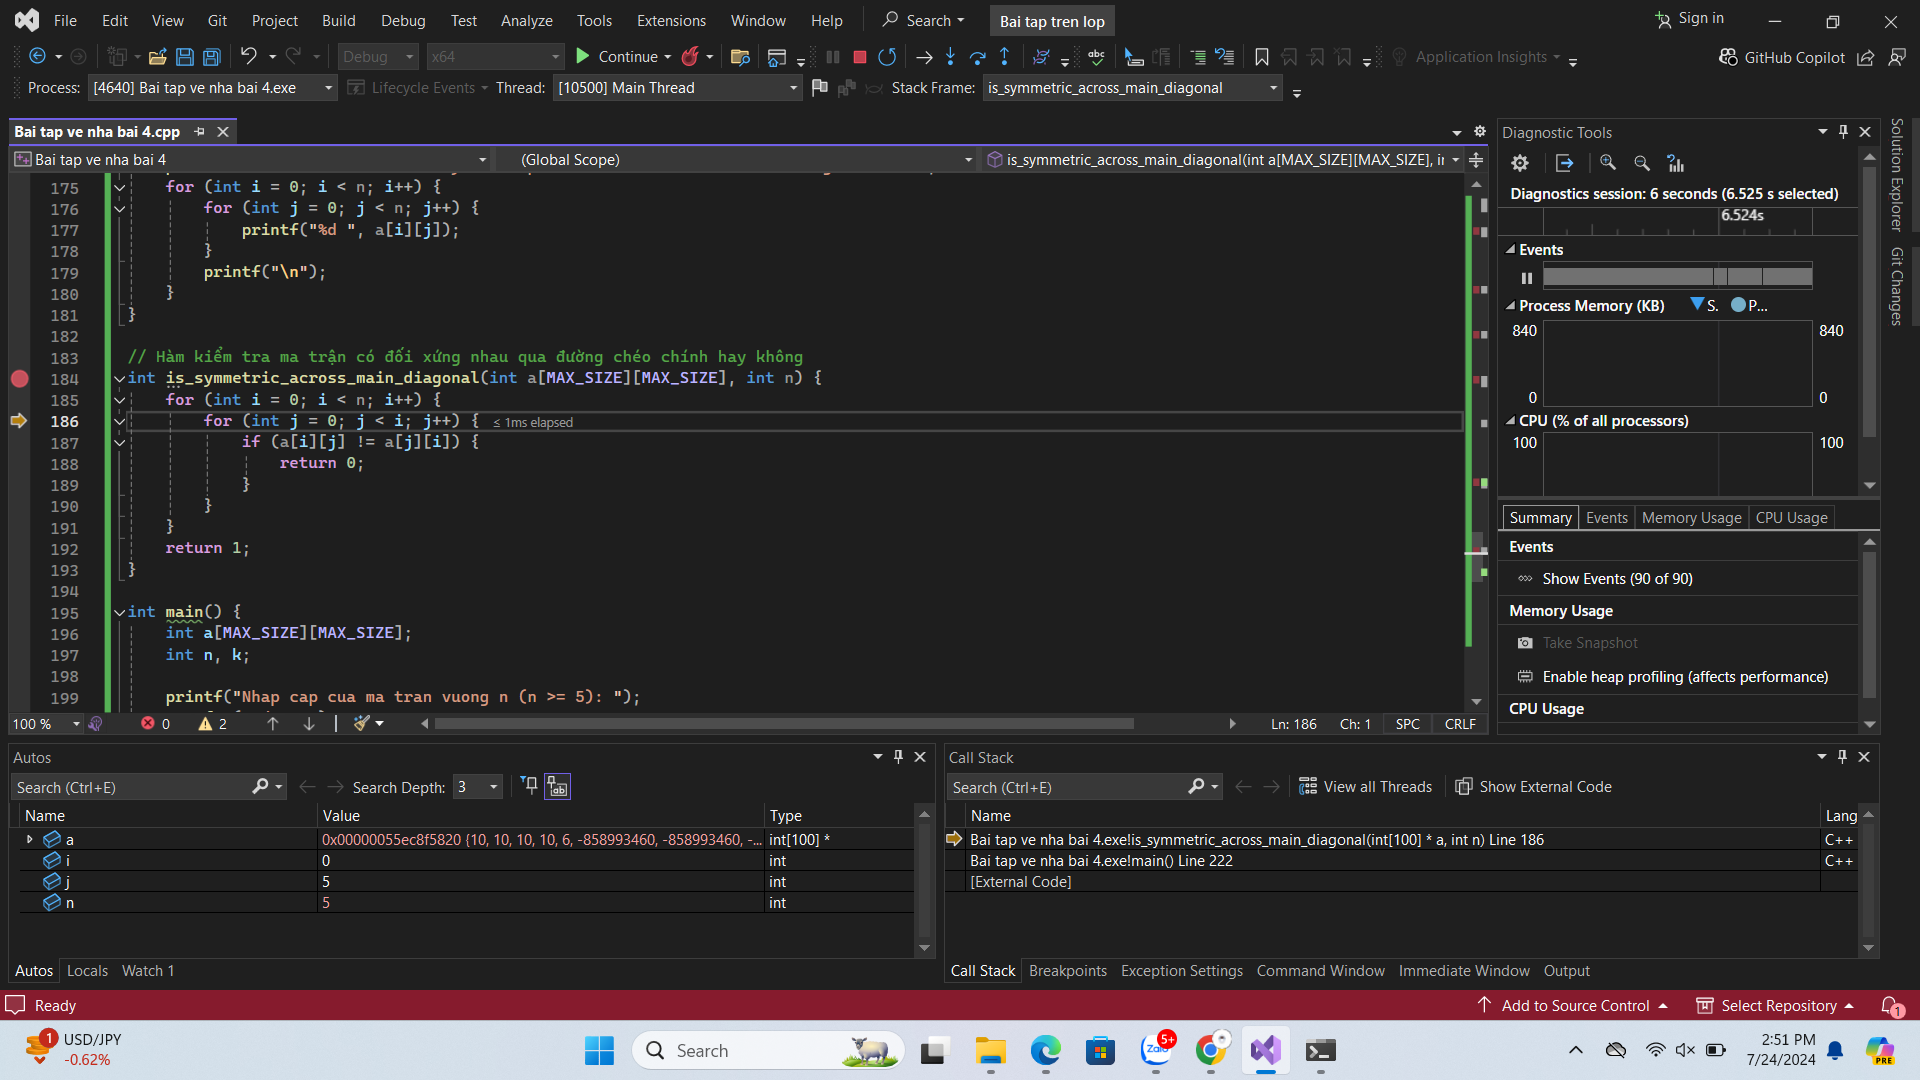 File Edit View Git Project Build Debug Test Analyze Tools Extensions Window Help Search Bai tap tren lop Sign in
Debug x64 Continue Application Insights GitHub Copilot
Process: [4640] Bai tap ve nha bai 4.exe Lifecycle Events Thread: [10500] Main Thread Stack Frame: is_symmetric_across_main_diagonal
Bai tap ve nha bai 4.cpp
Bai tap ve nha bai 4 (Global Scope) is_symmetric_across_main_diagonal(int a[MAX_SIZE][MAX_SIZE], in
175 for (int i = 0; i < n; i++) {
176 for (int j = 0; j < n; j++) {
177 printf("%d ", a[i][j]);
178 }
179 printf("\n");
180 }
181 }
182
183 // Hàm kiểm tra ma trận có đối xứng nhau qua đường chéo chính hay không
184 int is_symmetric_across_main_diagonal(int a[MAX_SIZE][MAX_SIZE], int n) {
185 for (int i = 0; i < n; i++) {
186 for (int j = 0; j < i; j++) { ≤ 1ms elapsed
187 if (a[i][j] != a[j][i]) {
188 return 0;
189 }
190 }
191 }
192 return 1;
193 }
194
195 int main() {
196 int a[MAX_SIZE][MAX_SIZE];
197 int n, k;
198
199 printf("Nhap cap cua ma tran vuong n (n >= 5): ");
100 % 0 2 Ln: 186 Ch: 1 SPC CRLF
Diagnostic Tools
Diagnostics session: 6 seconds (6.525 s selected)
6.524s
Events
Process Memory (KB) S. P...
840 840
0 0
CPU (% of all processors)
100 100
Summary Events Memory Usage CPU Usage
Events
Show Events (90 of 90)
Memory Usage
Take Snapshot
Enable heap profiling (affects performance)
CPU Usage
Solution Explorer
Git Changes
Autos
Search (Ctrl+E) Search Depth: 3
Name Value Type
a 0x00000055ec8f5820 {10, 10, 10, 10, 6, -858993460, -858993460, -... int[100] *
i 0 int
j 5 int
n 5 int
Autos Locals Watch 1
Call Stack
Search (Ctrl+E) View all Threads Show External Code
Name Lang
Bai tap ve nha bai 4.exe!is_symmetric_across_main_diagonal(int[100] * a, int n) Line 186 C++
Bai tap ve nha bai 4.exe!main() Line 222 C++
[External Code]
Call Stack Breakpoints Exception Settings Command Window Immediate Window Output
Ready Add to Source Control Select Repository 1
1 USD/JPY
-0.62%
Search
Zalo 5+
2:51 PM
7/24/2024
PRE